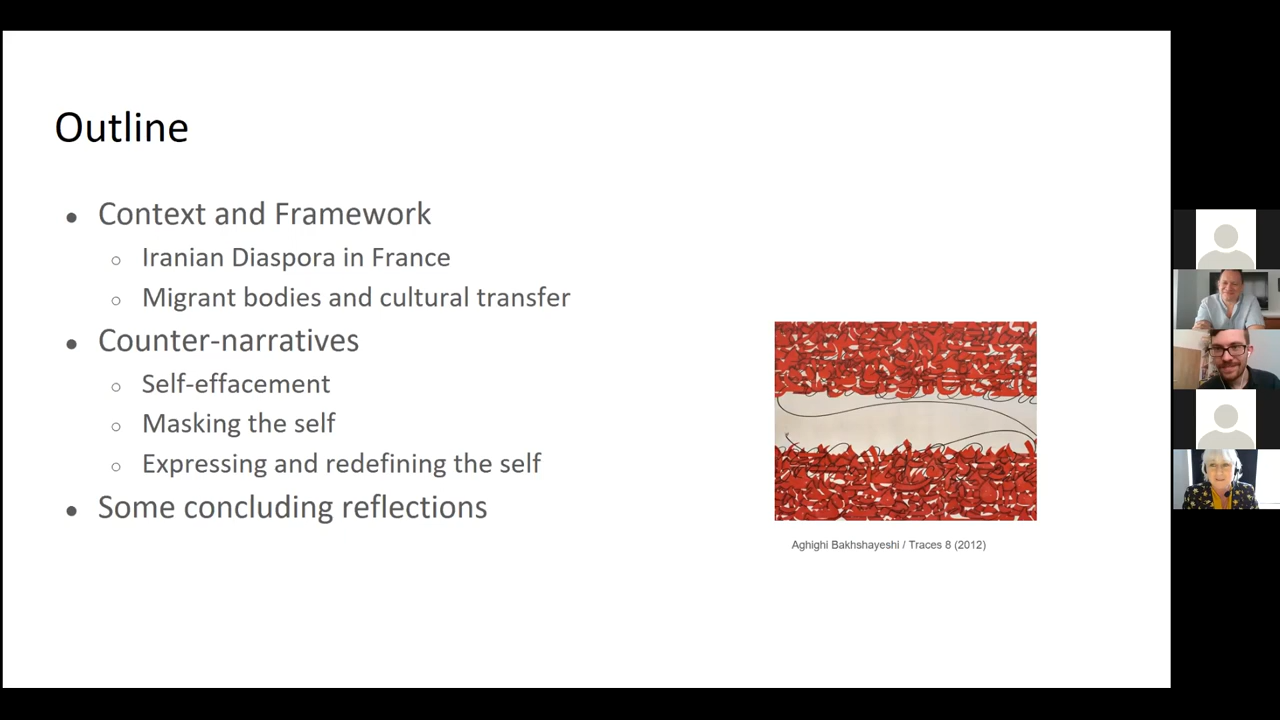 Outline
• Context and Framework
○ Iranian Diaspora in France
○ Migrant bodies and cultural transfer
• Counter-narratives
○ Self-effacement
○ Masking the self
○ Expressing and redefining the self
• Some concluding reflections
Aghighi Bakhshayeshi / Traces 8 (2012)